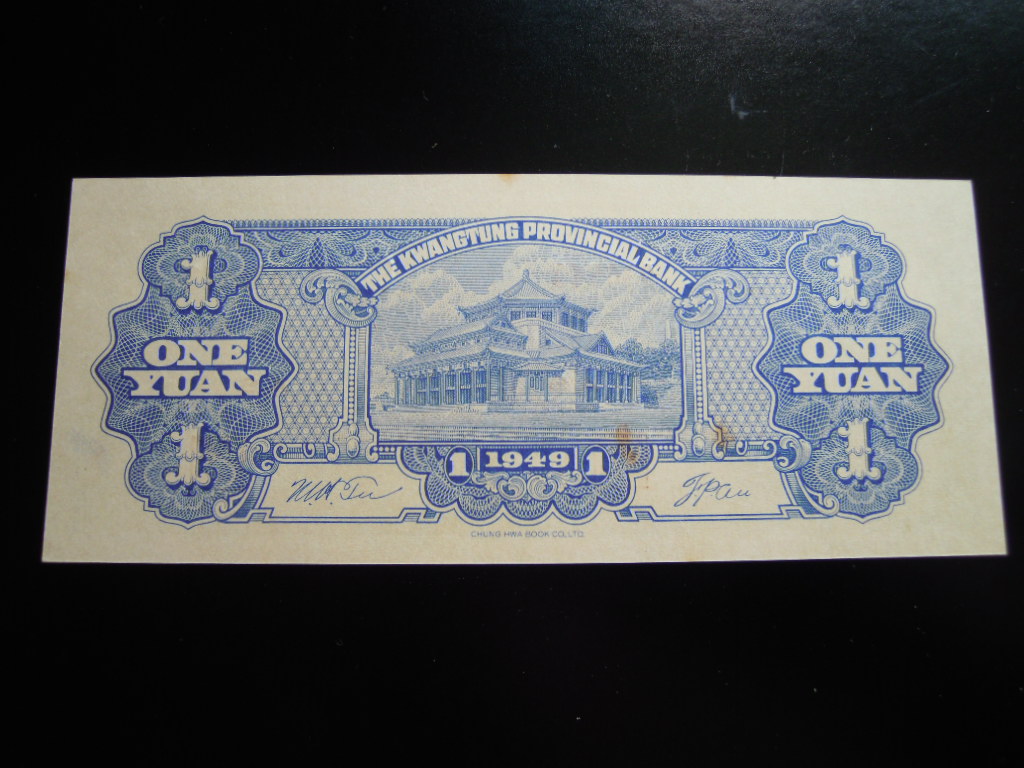 THE KWANGTUNG PROVINCIAL BANK
1
ONE
YUAN
1
1
ONE
YUAN
1
1 1949 1
CHUNG HWA BOOK CO., LTD.